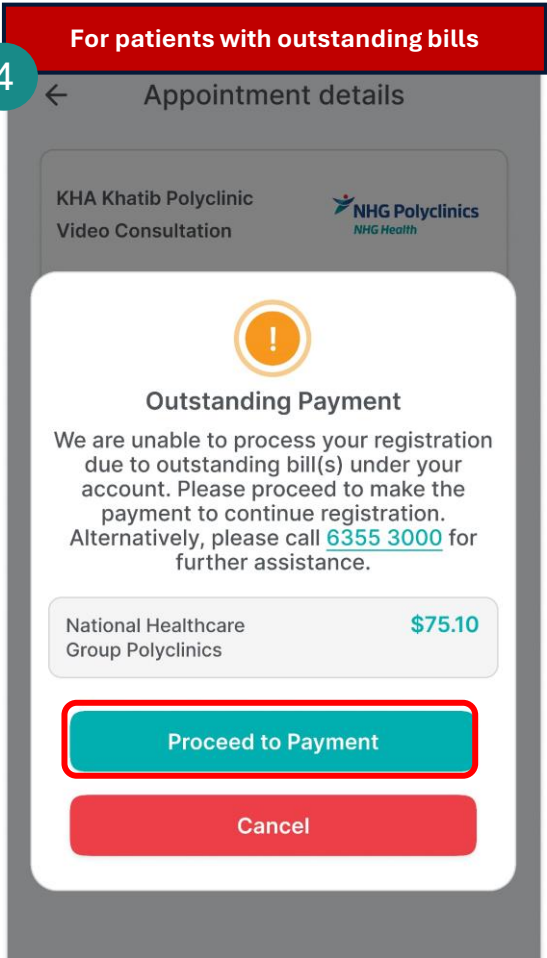 For patients with outstanding bills
4
← Appointment details
KHA Khatib Polyclinic
Video Consultation
NHG Polyclinics
NHG Health
!
Outstanding Payment
We are unable to process your registration
due to outstanding bill(s) under your
account. Please proceed to make the
payment to continue registration.
Alternatively, please call 6355 3000 for
further assistance.
National Healthcare
Group Polyclinics
$75.10
Proceed to Payment
Cancel